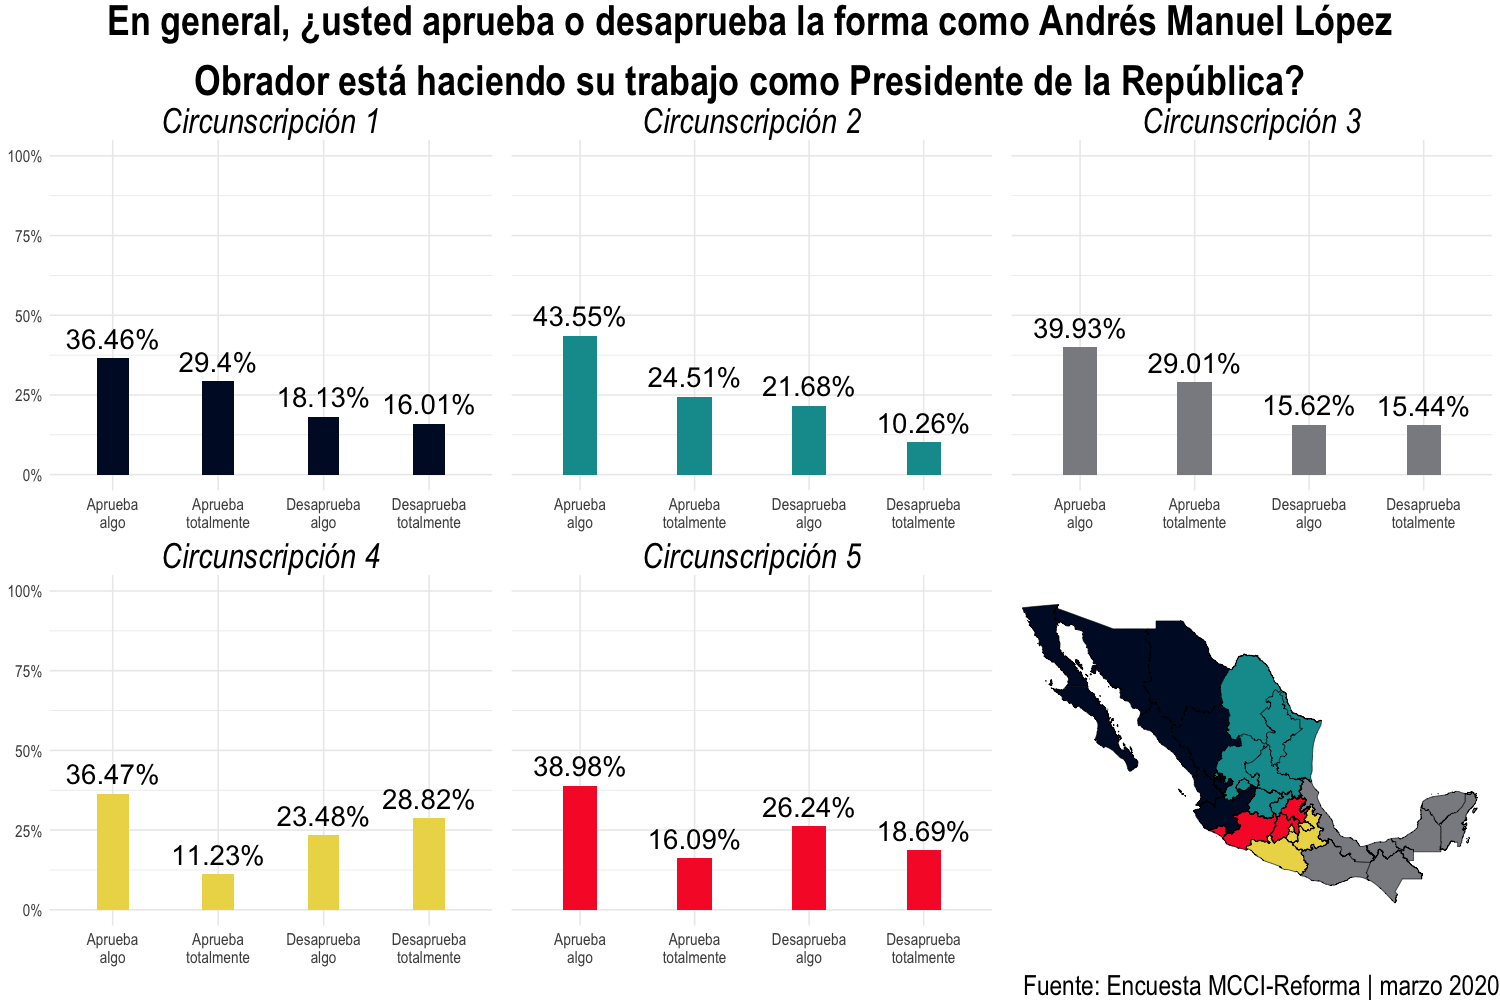 En general, ¿usted aprueba o desaprueba la forma como Andrés Manuel López
Obrador está haciendo su trabajo como Presidente de la República?
Circunscripción 1
100%
75%
50%
25%
0%
36.46%
29.4%
18.13%
16.01%
Aprueba
algo
Aprueba
totalmente
Desaprueba
algo
Desaprueba
totalmente
Circunscripción 2
43.55%
24.51%
21.68%
10.26%
Aprueba
algo
Aprueba
totalmente
Desaprueba
algo
Desaprueba
totalmente
Circunscripción 3
39.93%
29.01%
15.62%
15.44%
Aprueba
algo
Aprueba
totalmente
Desaprueba
algo
Desaprueba
totalmente
Circunscripción 4
100%
75%
50%
25%
0%
36.47%
11.23%
23.48%
28.82%
Aprueba
algo
Aprueba
totalmente
Desaprueba
algo
Desaprueba
totalmente
Circunscripción 5
38.98%
16.09%
26.24%
18.69%
Aprueba
algo
Aprueba
totalmente
Desaprueba
algo
Desaprueba
totalmente
Fuente: Encuesta MCCI-Reforma | marzo 2020